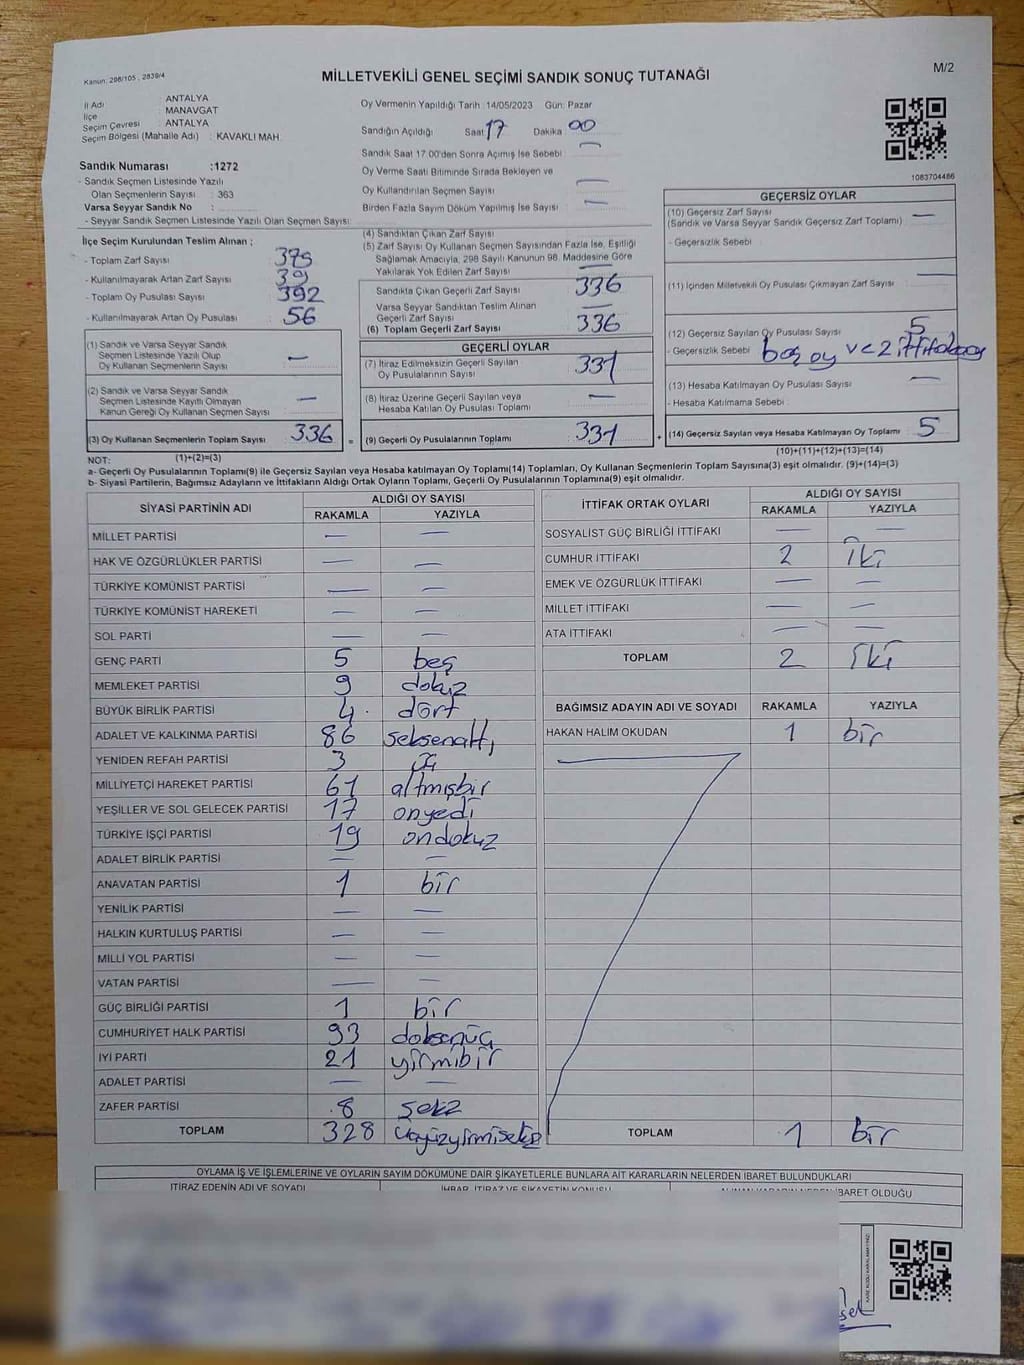 Kanun: 298/105 , 2839/4
MİLLETVEKİLİ GENEL SEÇİMİ SANDIK SONUÇ TUTANAĞI
M/2
İl Adı : ANTALYA
İlçe : MANAVGAT
Seçim Çevresi : ANTALYA
Seçim Bölgesi (Mahalle Adı) : KAVAKLI MAH.
Sandık Numarası :1272
- Sandık Seçmen Listesinde Yazılı
Olan Seçmenlerin Sayısı : 363
Varsa Seyyar Sandık No :
- Seyyar Sandık Seçmen Listesinde Yazılı Olan Seçmen Sayısı:
Oy Vermenin Yapıldığı Tarih :14/05/2023 Gün: Pazar
Sandığın Açıldığı Saat 17 Dakika 00
Sandık Saat 17.00'den Sonra Açılmış İse Sebebi —
Oy Verme Saati Bitiminde Sırada Bekleyen ve
Oy Kullandırılan Seçmen Sayısı —
Birden Fazla Sayım Döküm Yapılmış İse Sayısı —
1083704486
İlçe Seçim Kurulundan Teslim Alınan ;
- Toplam Zarf Sayısı 375
- Kullanılmayarak Artan Zarf Sayısı 39
- Toplam Oy Pusulası Sayısı 392
- Kullanılmayarak Artan Oy Pusulası 56
(1) Sandık ve Varsa Seyyar Sandık
Seçmen Listesinde Yazılı Olup
Oy Kullanan Seçmenlerin Sayısı —
(2) Sandık ve Varsa Seyyar Sandık
Seçmen Listesinde Kayıtlı Olmayan
Kanun Gereği Oy Kullanan Seçmen Sayısı —
(3) Oy Kullanan Seçmenlerin Toplam Sayısı 336 =
(4) Sandıktan Çıkan Zarf Sayısı
(5) Zarf Sayısı Oy Kullanan Seçmen Sayısından Fazla İse, Eşitliği
Sağlamak Amacıyla, 298 Sayılı Kanunun 98. Maddesine Göre
Yakılarak Yok Edilen Zarf Sayısı —
Sandıkta Çıkan Geçerli Zarf Sayısı 336
Varsa Seyyar Sandıktan Teslim Alınan
Geçerli Zarf Sayısı —
(6) Toplam Geçerli Zarf Sayısı 336
GEÇERLİ OYLAR
(7) İtiraz Edilmeksizin Geçerli Sayılan
Oy Pusulalarının Sayısı 331
(8) İtiraz Üzerine Geçerli Sayılan veya
Hesaba Katılan Oy Pusulası Toplamı —
(9) Geçerli Oy Pusulalarının Toplamı 331 +
GEÇERSİZ OYLAR
(10) Geçersiz Zarf Sayısı
(Sandık ve Varsa Seyyar Sandık Geçersiz Zarf Toplamı) —
- Geçersizlik Sebebi :
(11) İçinden Milletvekili Oy Pusulası Çıkmayan Zarf Sayısı —
(12) Geçersiz Sayılan Oy Pusulası Sayısı 5
- Geçersizlik Sebebi boş oy ve 2 ittifaka oy
(13) Hesaba Katılmayan Oy Pusulası Sayısı —
- Hesaba Katılmama Sebebi :
(14) Geçersiz Sayılan veya Hesaba Katılmayan Oy Toplamı 5
NOT: (1)+(2)=(3) (10)+(11)+(12)+(13)=(14)
a- Geçerli Oy Pusulalarının Toplamı(9) ile Geçersiz Sayılan veya Hesaba katılmayan Oy Toplamı(14) Toplamları, Oy Kullanan Seçmenlerin Toplam Sayısına(3) eşit olmalıdır. (9)+(14)=(3)
b- Siyasi Partilerin, Bağımsız Adayların ve İttifakların Aldığı Ortak Oyların Toplamı, Geçerli Oy Pusulalarının Toplamına(9) eşit olmalıdır.
SİYASİ PARTİNİN ADI ALDIĞI OY SAYISI
RAKAMLA YAZIYLA
MİLLET PARTİSİ — —
HAK VE ÖZGÜRLÜKLER PARTİSİ — —
TÜRKİYE KOMÜNİST PARTİSİ — —
TÜRKİYE KOMÜNİST HAREKETİ — —
SOL PARTİ — —
GENÇ PARTİ 5 beş
MEMLEKET PARTİSİ 9 dokuz
BÜYÜK BİRLİK PARTİSİ 4 dört
ADALET VE KALKINMA PARTİSİ 86 seksenaltı
YENİDEN REFAH PARTİSİ 3 üç
MİLLİYETÇİ HAREKET PARTİSİ 61 altmışbir
YEŞİLLER VE SOL GELECEK PARTİSİ 17 onyedi
TÜRKİYE İŞÇİ PARTİSİ 19 ondokuz
ADALET BİRLİK PARTİSİ — —
ANAVATAN PARTİSİ 1 bir
YENİLİK PARTİSİ — —
HALKIN KURTULUŞ PARTİSİ — —
MİLLİ YOL PARTİSİ — —
VATAN PARTİSİ — —
GÜÇ BİRLİĞİ PARTİSİ 1 bir
CUMHURİYET HALK PARTİSİ 93 doksanüç
İYİ PARTİ 21 yirmibir
ADALET PARTİSİ — —
ZAFER PARTİSİ 8 sekiz
TOPLAM 328 üçyüzyirmisekiz
İTTİFAK ORTAK OYLARI ALDIĞI OY SAYISI
RAKAMLA YAZIYLA
SOSYALİST GÜÇ BİRLİĞİ İTTİFAKI — —
CUMHUR İTTİFAKI 2 iki
EMEK VE ÖZGÜRLÜK İTTİFAKI — —
MİLLET İTTİFAKI — —
ATA İTTİFAKI — —
TOPLAM 2 iki
BAĞIMSIZ ADAYIN ADI VE SOYADI RAKAMLA YAZIYLA
HAKAN HALIM OKUDAN 1 bir
TOPLAM 1 bir
OYLAMA İŞ VE İŞLEMLERİNE VE OYLARIN SAYIM DÖKÜMÜNE DAİR ŞİKAYETLERLE BUNLARA AİT KARARLARIN NELERDEN İBARET BULUNDUKLARI
İTİRAZ EDENİN ADI VE SOYADI İHBAR, İTİRAZ VE ŞİKAYETİN KONUSU ALINAN KARARIN NEDEN İBARET OLDUĞU